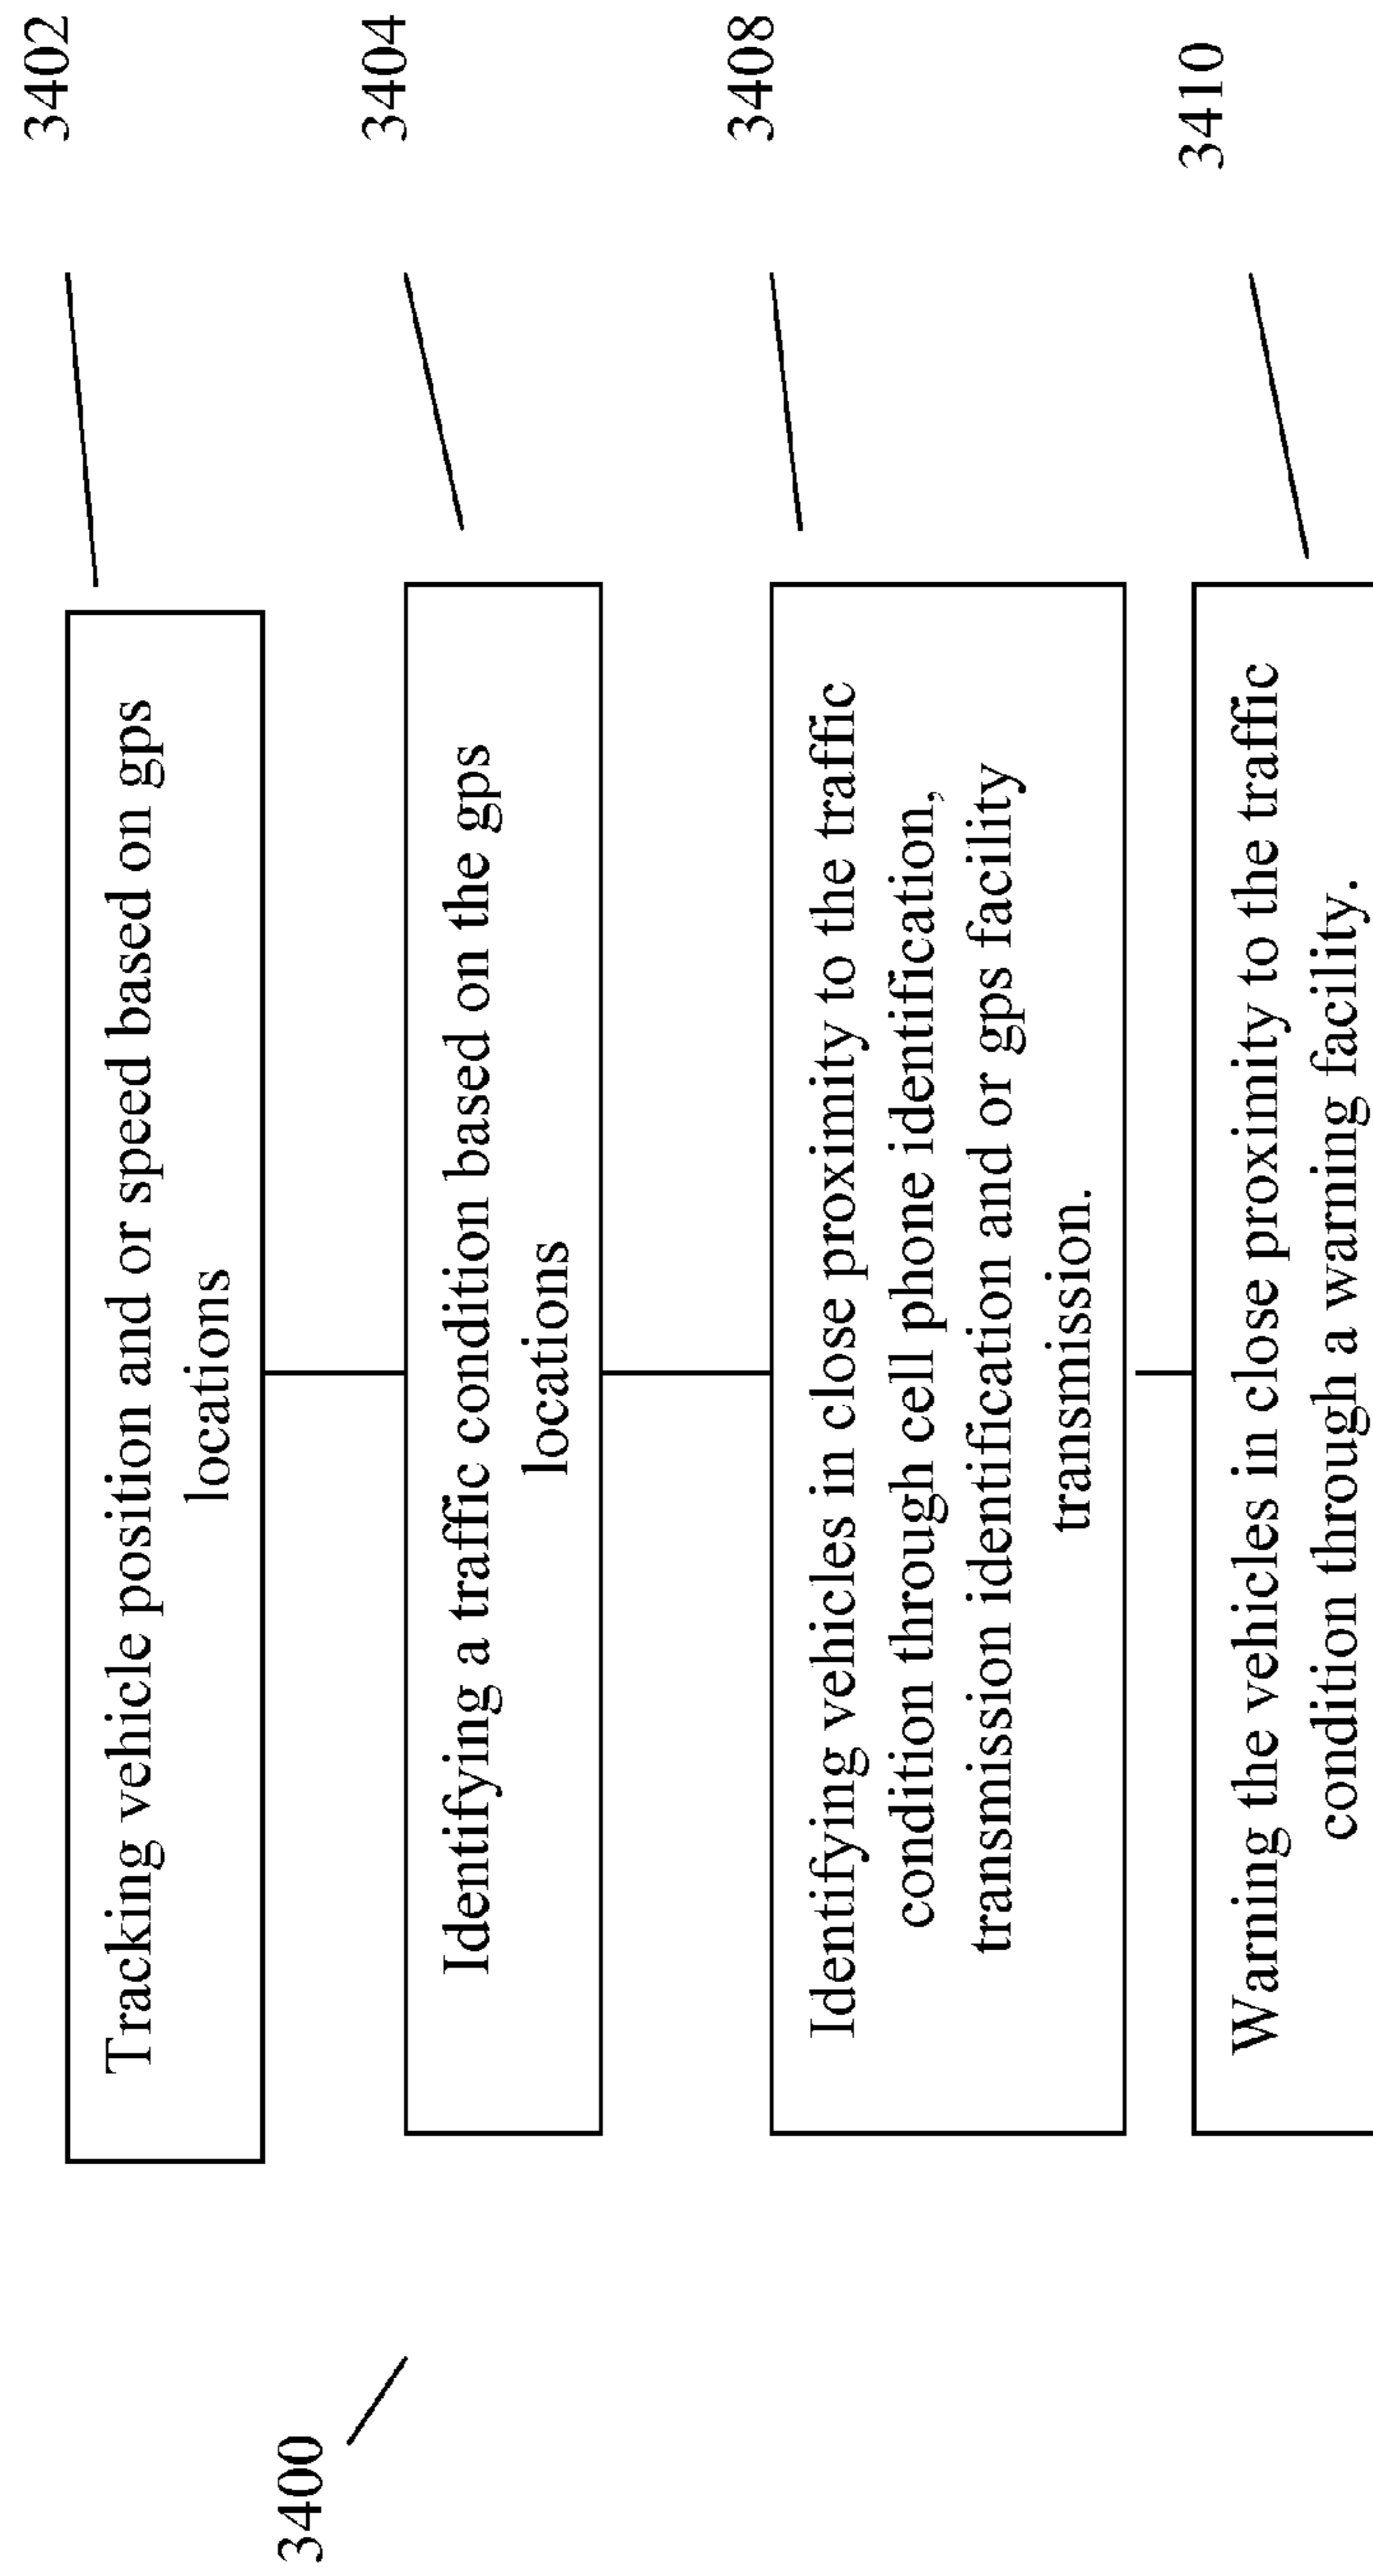 3400
3402
Tracking vehicle position and or speed based on gps
locations
3404
Identifying a traffic condition based on the gps
locations
3408
Identifying vehicles in close proximity to the traffic
condition through cell phone identification,
transmission identification and or gps facility
transmission.
3410
Warning the vehicles in close proximity to the traffic
condition through a warning facility.